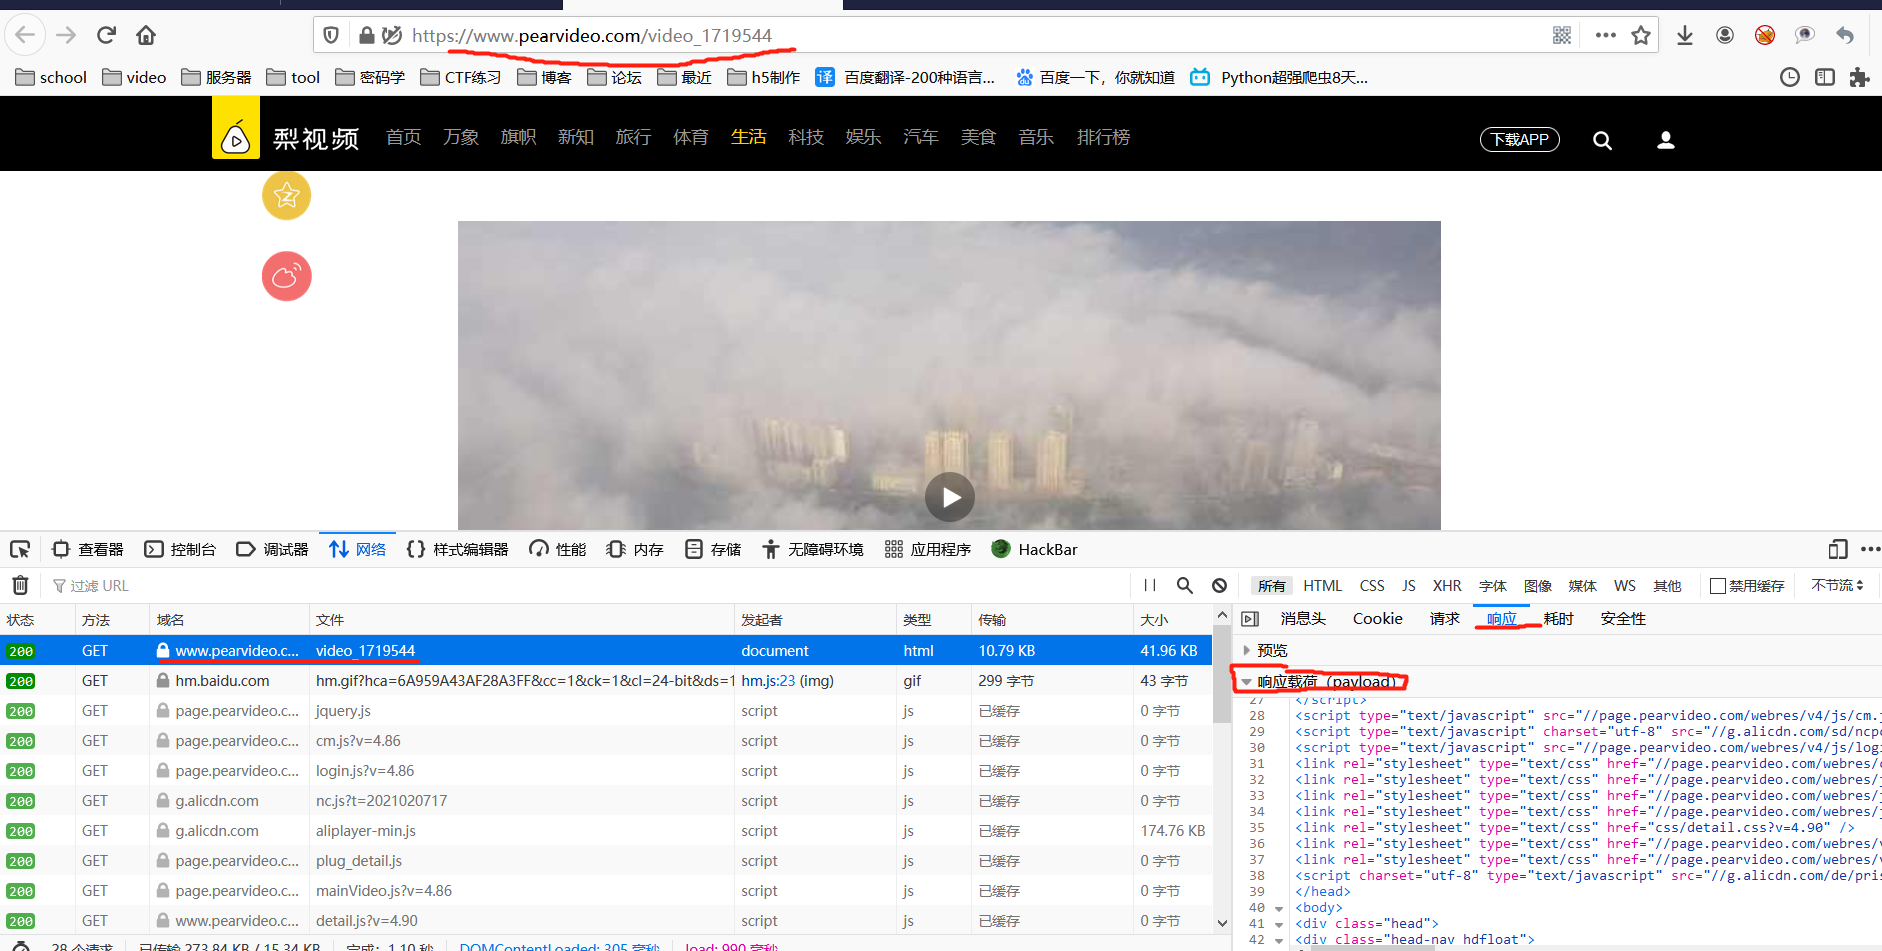 https://www.pearvideo.com/video_1719544
school video 服务器 tool 密码学 CTF练习 博客 论坛 最近 h5制作 译 百度翻译-200种语言... 百度一下，你就知道 Python超强爬虫8天...
梨视频 首页 万象 旗帜 新知 旅行 体育 生活 科技 娱乐 汽车 美食 音乐 排行榜 下载APP
查看器 控制台 调试器 网络 样式编辑器 性能 内存 存储 无障碍环境 应用程序 HackBar
过滤 URL 所有 HTML CSS JS XHR 字体 图像 媒体 WS 其他 禁用缓存 不节流
状态 方法 域名 文件 发起者 类型 传输 大小 消息头 Cookie 请求 响应 耗时 安全性
200 GET www.pearvideo.c... video_1719544 document html 10.79 KB 41.96 KB 预览
200 GET hm.baidu.com hm.gif?hca=6A959A43AF28A3FF&cc=1&ck=1&cl=24-bit&ds=1 hm.js:23 (img) gif 299 字节 43 字节 响应载荷（payload）
200 GET page.pearvideo.c... jquery.js script js 已缓存 0 字节
200 GET page.pearvideo.c... cm.js?v=4.86 script js 已缓存 0 字节
200 GET page.pearvideo.c... login.js?v=4.86 script js 已缓存 0 字节
200 GET g.alicdn.com nc.js?t=2021020717 script js 已缓存 0 字节
200 GET g.alicdn.com aliplayer-min.js script js 已缓存 174.76 KB
200 GET page.pearvideo.c... plug_detail.js script js 已缓存 0 字节
200 GET page.pearvideo.c... mainVideo.js?v=4.86 script js 已缓存 0 字节
200 GET www.pearvideo.c... detail.js?v=4.90 script js 已缓存 0 字节
28 个请求 已传输 273.84 KB / 15.34 KB 完成：1.10 秒 DOMContentLoaded: 305 毫秒 load: 990 毫秒
27 </script>
28 <script type="text/javascript" src="//page.pearvideo.com/webres/v4/js/cm.j
29 <script type="text/javascript" charset="utf-8" src="//g.alicdn.com/sd/ncpc
30 <script type="text/javascript" src="//page.pearvideo.com/webres/v4/js/logi
31 <link rel="stylesheet" type="text/css" href="//page.pearvideo.com/webres/c
32 <link rel="stylesheet" type="text/css" href="//page.pearvideo.com/webres/j
33 <link rel="stylesheet" type="text/css" href="//page.pearvideo.com/webres/j
34 <link rel="stylesheet" type="text/css" href="//page.pearvideo.com/webres/j
35 <link rel="stylesheet" type="text/css" href="css/detail.css?v=4.90" />
36 <link rel="stylesheet" type="text/css" href="//page.pearvideo.com/webres/v
37 <link rel="stylesheet" type="text/css" href="//page.pearvideo.com/webres/v
38 <script charset="utf-8" type="text/javascript" src="//g.alicdn.com/de/pris
39 </head>
40 <body>
41 <div class="head">
42 <div class="head-nav hdfloat">